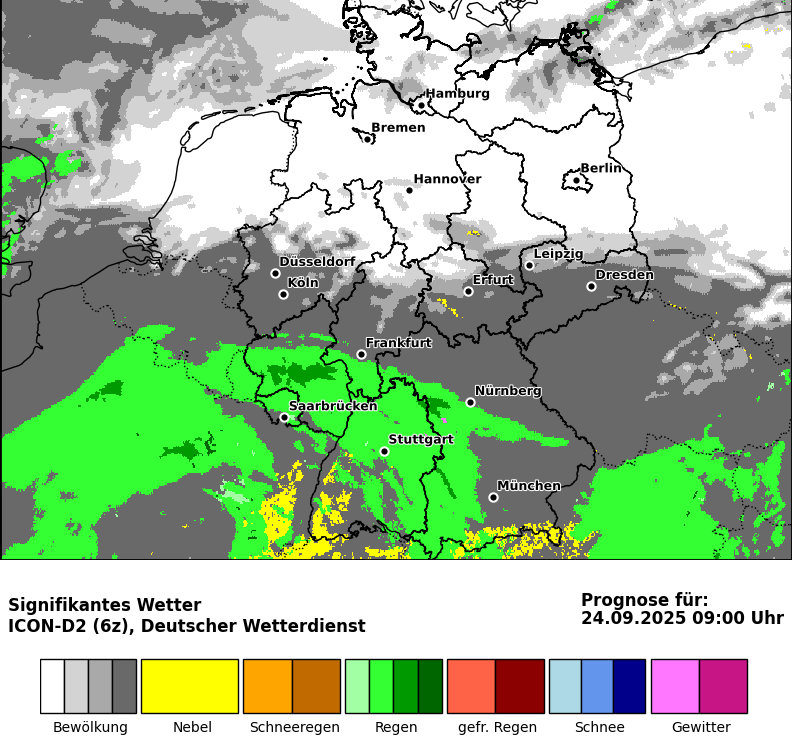 Hamburg
Bremen
Berlin
Hannover
Düsseldorf
Leipzig
Köln
Erfurt
Dresden
Frankfurt
Nürnberg
Saarbrücken
Stuttgart
München
Signifikantes Wetter
ICON-D2 (6z), Deutscher Wetterdienst
Prognose für:
24.09.2025 09:00 Uhr
Bewölkung
Nebel
Schneeregen
Regen
gefr. Regen
Schnee
Gewitter